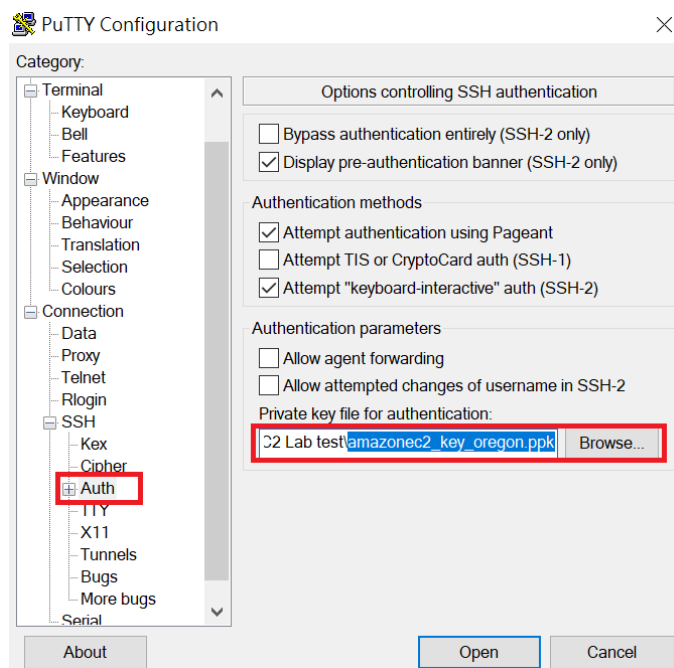 PuTTY Configuration
Category:
Terminal
Keyboard
Bell
Features
Window
Appearance
Behaviour
Translation
Selection
Colours
Connection
Data
Proxy
Telnet
Rlogin
SSH
Kex
Cipher
Auth
TTY
X11
Tunnels
Bugs
More bugs
Serial
Options controlling SSH authentication
Bypass authentication entirely (SSH-2 only)
Display pre-authentication banner (SSH-2 only)
Authentication methods
Attempt authentication using Pageant
Attempt TIS or CryptoCard auth (SSH-1)
Attempt "keyboard-interactive" auth (SSH-2)
Authentication parameters
Allow agent forwarding
Allow attempted changes of username in SSH-2
Private key file for authentication:
C2 Lab test\amazonec2_key_oregon.ppk Browse...
About Open Cancel